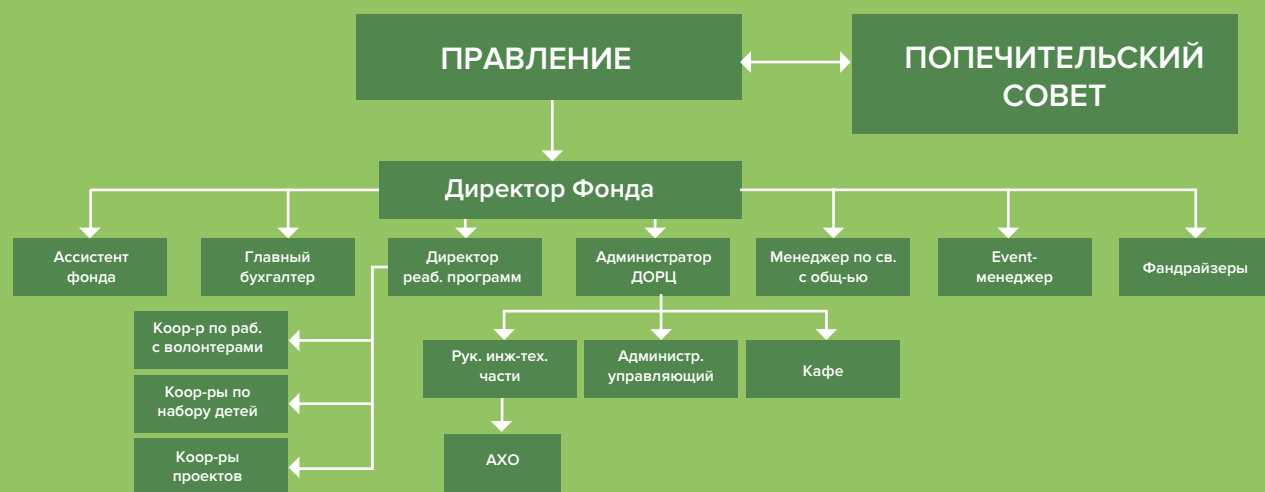 ПРАВЛЕНИЕ
ПОПЕЧИТЕЛЬСКИЙ
СОВЕТ
Директор Фонда
Ассистент
фонда
Главный
бухгалтер
Директор
реаб. программ
Администратор
ДОРЦ
Менеджер по св.
с общ-ью
Event-
менеджер
Фандрайзеры
Коор-р по раб.
с волонтерами
Коор-ры по
набору детей
Коор-ры
проектов
Рук. инж-тех.
части
Администр.
управляющий
Кафе
АХО